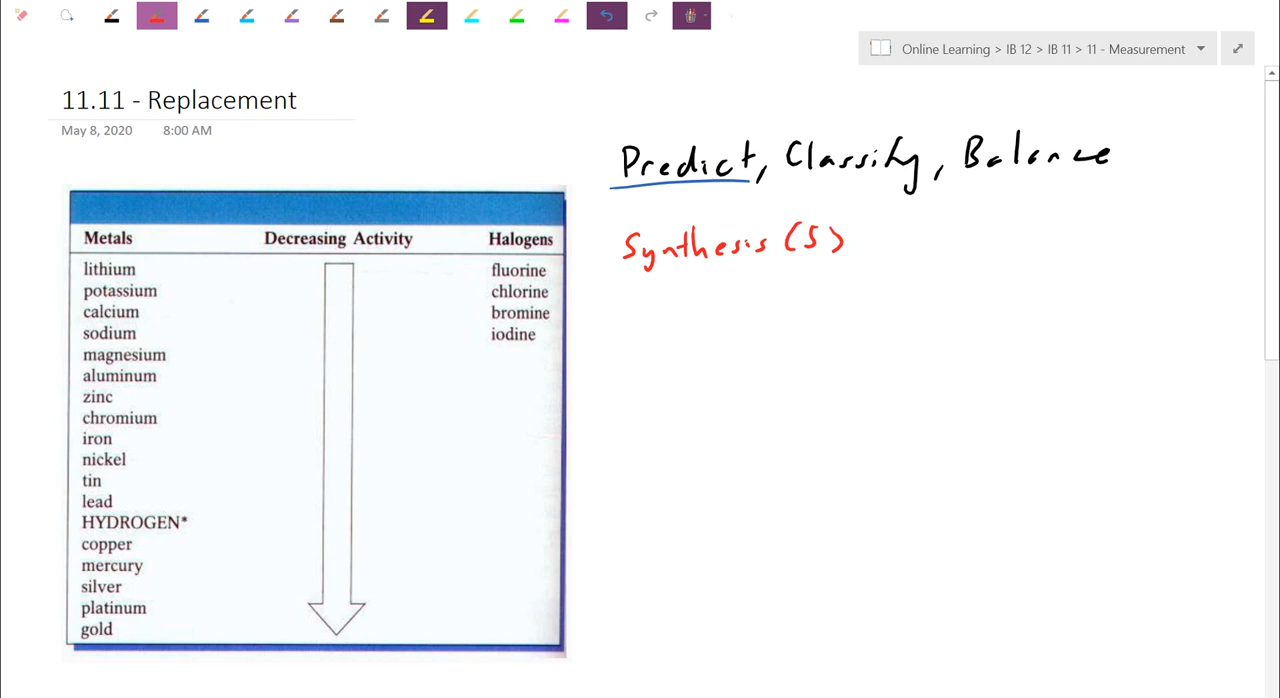 Online Learning > IB 12 > IB 11 > 11 - Measurement
11.11 - Replacement
May 8, 2020 8:00 AM
Predict, Classify, Balance
Synthesis (S)
Metals Decreasing Activity Halogens
lithium fluorine
potassium chlorine
calcium bromine
sodium iodine
magnesium
aluminum
zinc
chromium
iron
nickel
tin
lead
HYDROGEN*
copper
mercury
silver
platinum
gold